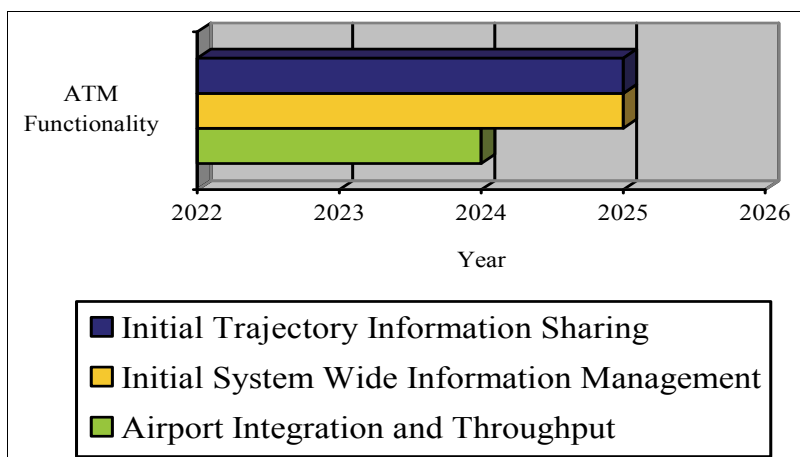 ATM
Functionality
2022 2023 2024 2025 2026
Year
Initial Trajectory Information Sharing
Initial System Wide Information Management
Airport Integration and Throughput